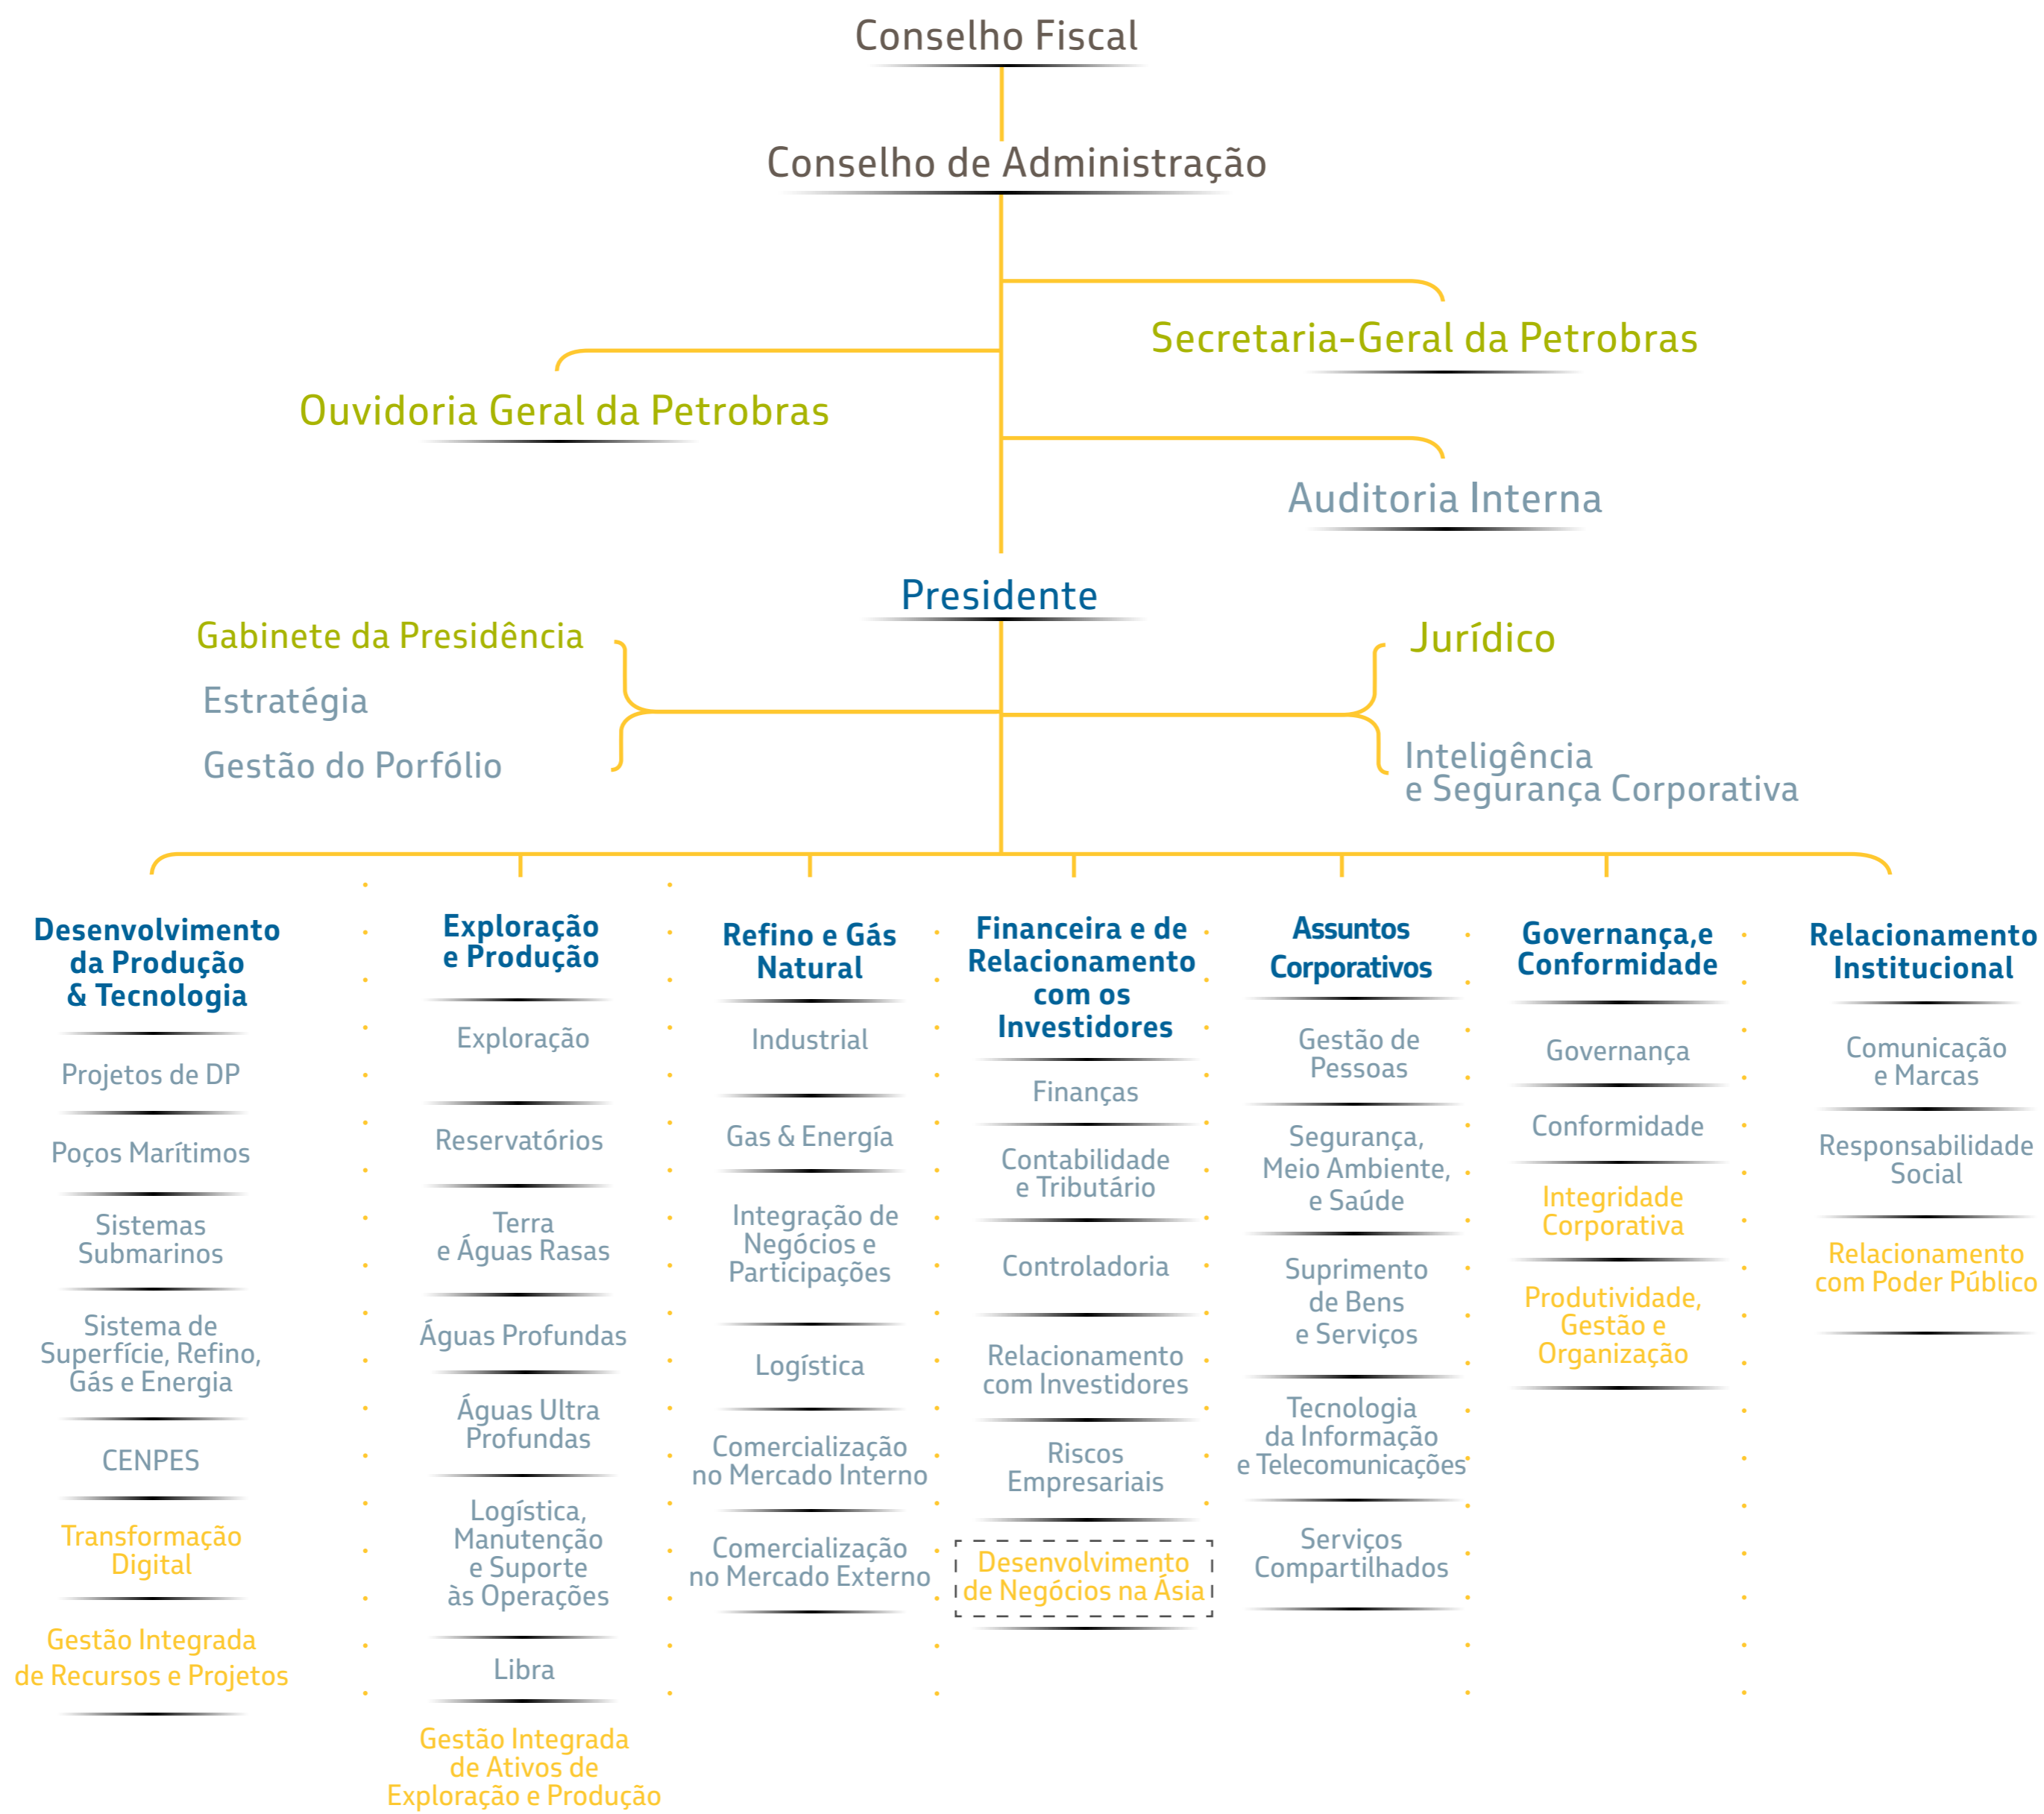 Conselho Fiscal
Conselho de Administração
Secretaria-Geral da Petrobras
Ouvidoria Geral da Petrobras
Auditoria Interna
Presidente
Gabinete da Presidência
Estratégia
Gestão do Porfólio
Jurídico
Inteligência
e Segurança Corporativa
Desenvolvimento
da Produção
& Tecnologia
Projetos de DP
Poços Marítimos
Sistemas
Submarinos
Sistema de
Superfície, Refino,
Gás e Energia
CENPES
Transformação
Digital
Gestão Integrada
de Recursos e Projetos
Exploração
e Produção
Exploração
Reservatórios
Terra
e Águas Rasas
Águas Profundas
Águas Ultra
Profundas
Logística,
Manutenção
e Suporte
às Operações
Libra
Gestão Integrada
de Ativos de
Exploração e Produção
Refino e Gás
Natural
Industrial
Gas & Energía
Integração de
Negócios e
Participações
Logística
Comercialização
no Mercado Interno
Comercialização
no Mercado Externo
Financeira e de
Relacionamento
com os
Investidores
Finanças
Contabilidade
e Tributário
Controladoria
Relacionamento
com Investidores
Riscos
Empresariais
Desenvolvimento
de Negócios na Ásia
Assuntos
Corporativos
Gestão de
Pessoas
Segurança,
Meio Ambiente,
e Saúde
Suprimento
de Bens
e Serviços
Tecnologia
da Informação
e Telecomunicações
Serviços
Compartilhados
Governança,e
Conformidade
Governança
Conformidade
Integridade
Corporativa
Produtividade,
Gestão e
Organização
Relacionamento
Institucional
Comunicação
e Marcas
Responsabilidade
Social
Relacionamento
com Poder Público